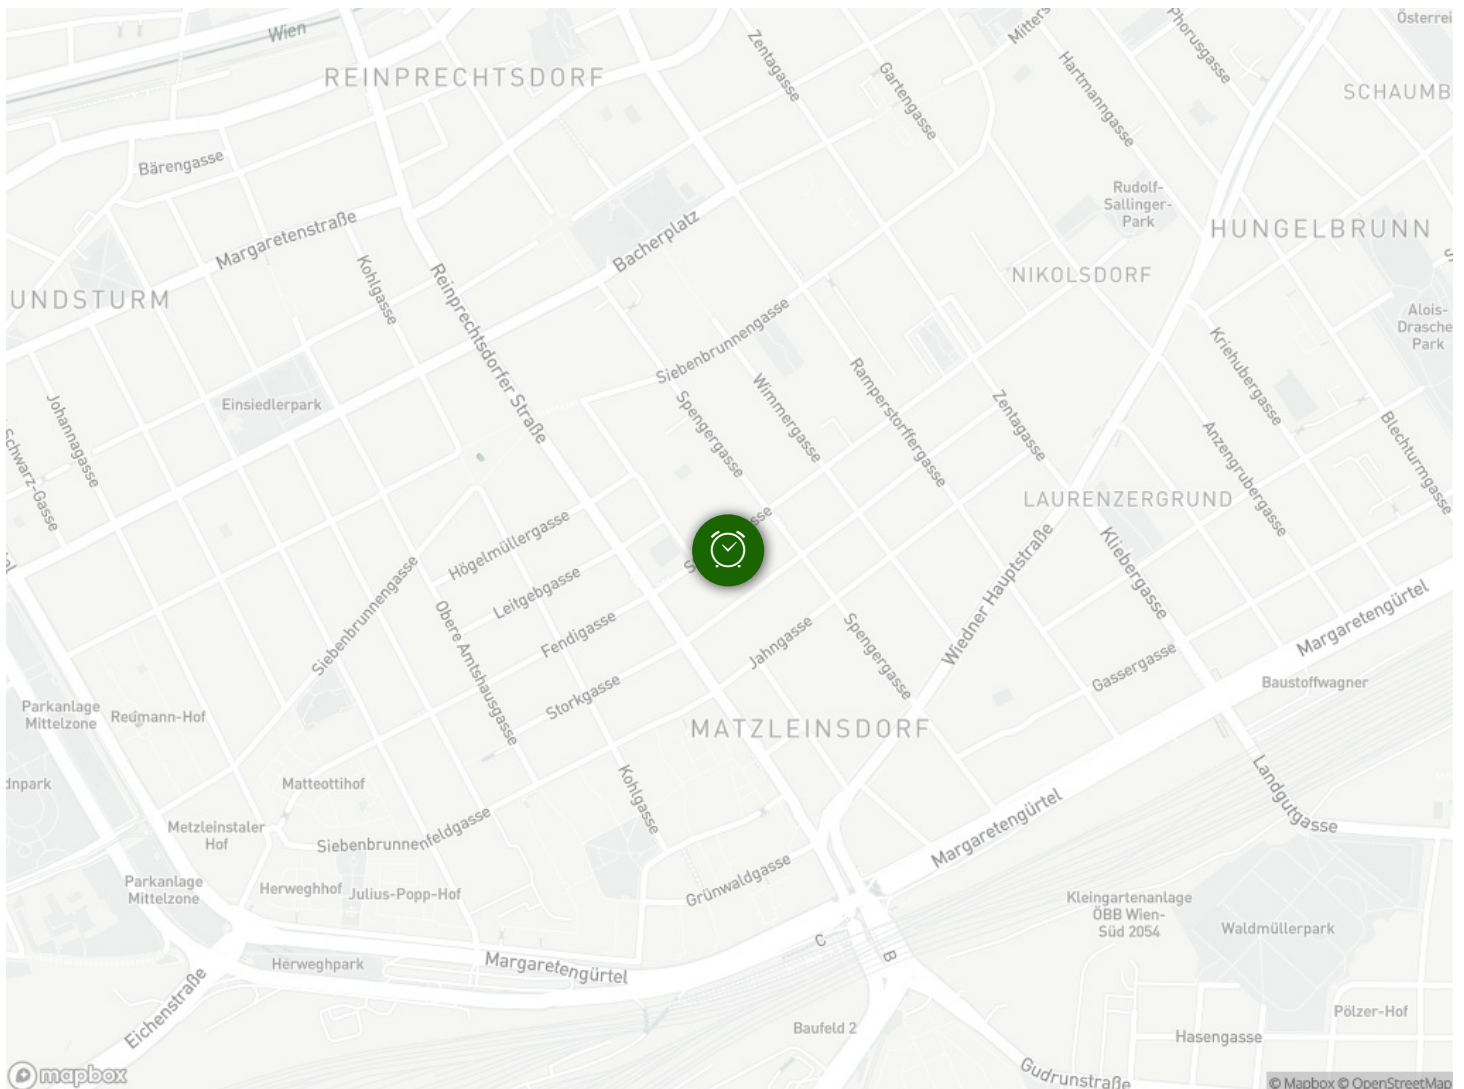 Wien
Zentagasse
Mitters
Phorusgasse
Österrei
REINPRECHTSDORF
Gartengasse
Hartmanngasse
SCHAUMB
Bärengasse
Rudolf-
Sallinger-
Park
Margaretenstraße
Bacherplatz
HUNGELBRUNN
Kohlgasse
Reinprechtsdorfer Straße
NIKOLSDORF
UNDSTURM
Siebenbrunnengasse
Alois-
Drasche
Park
Kriehubergasse
Johannagasse
Einsiedlerpark
Spengergasse
Wimmergasse
Ramperstorffergasse
Zentagasse
Blechturmgasse
Schwarz-Gasse
Anzengrubergasse
LAURENZERGRUND
Högelmüllergasse
Siebenbrunnengasse
Leitgebgasse
Obere Amtshausgasse
Fendigasse
Jahngasse
Spengergasse
Wiedner Hauptstraße
Kliebergasse
Margaretengürtel
Gassergasse
Baustoffwagner
Storkgasse
Parkanlage
Mittelzone
Reumann-Hof
MATZLEINSDORF
dnpark
Matteottihof
Kohlgasse
Landgutgasse
Metzleinstaler
Hof
Siebenbrunnenfeldgasse
Margaretengürtel
Parkanlage
Mittelzone
Herweghhof
Julius-Popp-Hof
Grünwaldgasse
Kleingartenanlage
ÖBB Wien-
Süd 2054
Waldmüllerpark
C
B
Herweghpark
Margaretengürtel
Eichenstraße
Baufeld 2
Pölzer-Hof
Hasengasse
Gudrunstraße
mapbox
© Mapbox © OpenStreetMap